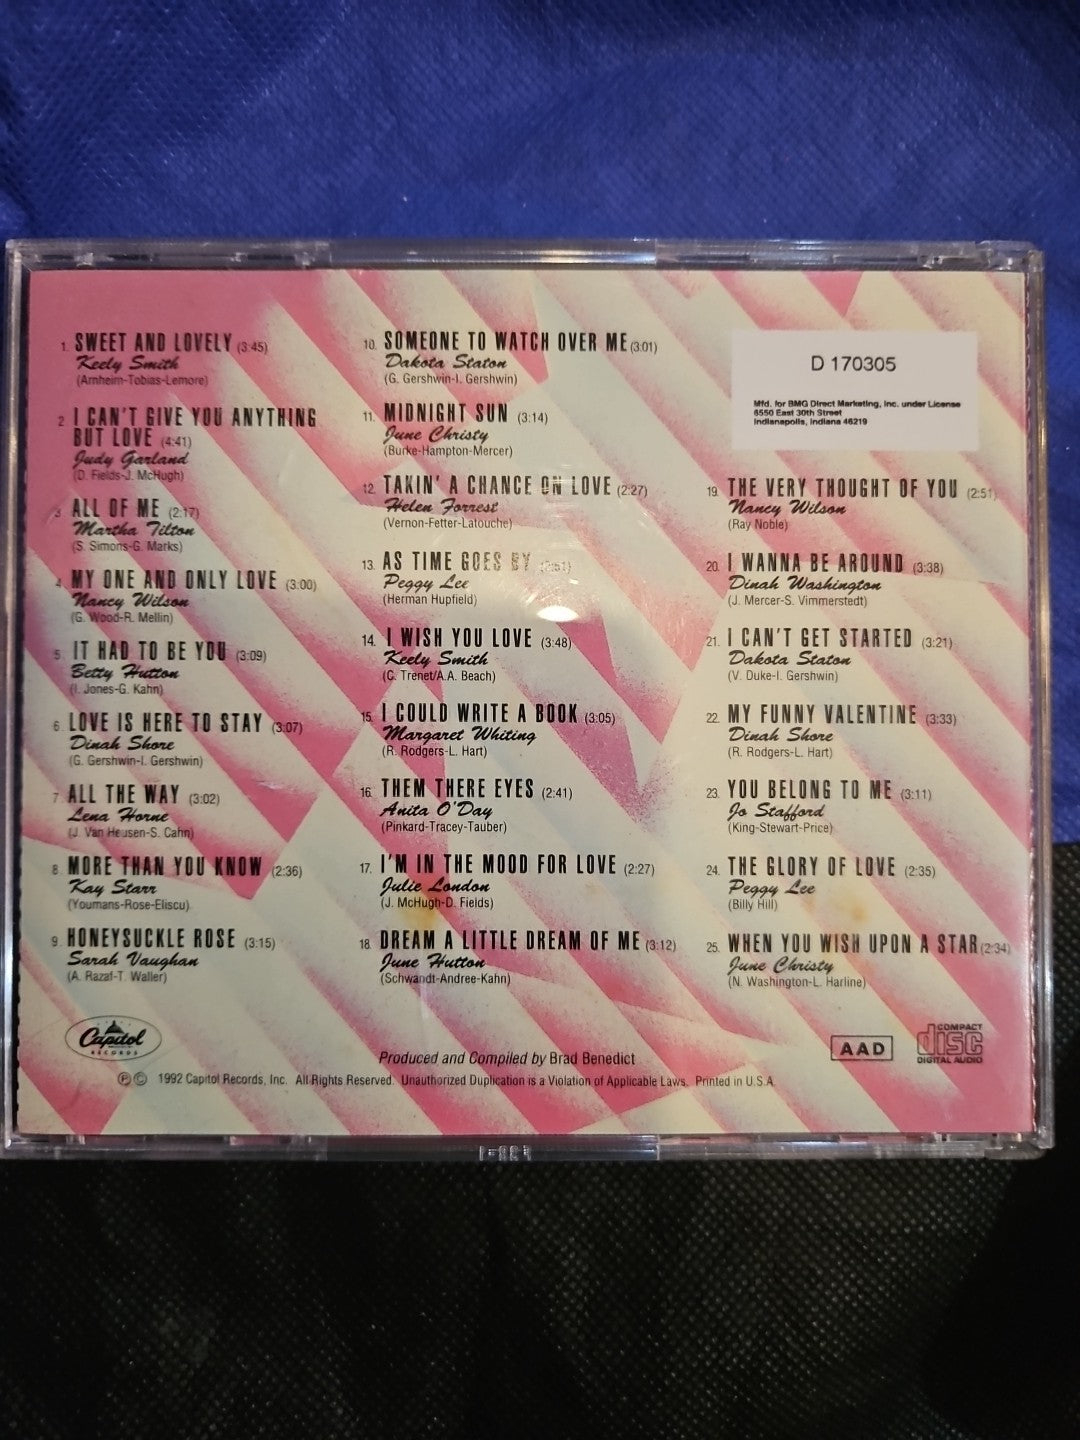 1. SWEET AND LOVELY (3:45)
Keely Smith
(Arnheim-Tobias-Lemore)
2. I CAN'T GIVE YOU ANYTHING
BUT LOVE (4:41)
Judy Garland
(D. Fields-J. McHugh)
3. ALL OF ME (2:17)
Martha Tilton
(S. Simons-G. Marks)
4. MY ONE AND ONLY LOVE (3:00)
Nancy Wilson
(G. Wood-R. Mellin)
5. IT HAD TO BE YOU (3:09)
Betty Hutton
(I. Jones-G. Kahn)
6. LOVE IS HERE TO STAY (3:07)
Dinah Shore
(G. Gershwin-I. Gershwin)
7. ALL THE WAY (3:02)
Lena Horne
(J. Van Heusen-S. Cahn)
8. MORE THAN YOU KNOW (2:36)
Kay Starr
(Youmans-Rose-Eliscu)
9. HONEYSUCKLE ROSE (3:15)
Sarah Vaughan
(A. Razaf-T. Waller)
10. SOMEONE TO WATCH OVER ME (3:01)
Dakota Staton
(G. Gershwin-I. Gershwin)
11. MIDNIGHT SUN (3:14)
June Christy
(Burke-Hampton-Mercer)
12. TAKIN' A CHANCE ON LOVE (2:27)
Helen Forrest
(Vernon-Fetter-Latouche)
13. AS TIME GOES BY
Peggy Lee
(Herman Hupfield)
14. I WISH YOU LOVE (3:48)
Keely Smith
(C. Trenet/A.A. Beach)
15. I COULD WRITE A BOOK (3:05)
Margaret Whiting
(R. Rodgers-L. Hart)
16. THEM THERE EYES (2:41)
Anita O'Day
(Pinkard-Tracey-Tauber)
17. I'M IN THE MOOD FOR LOVE (2:27)
Julie London
(J. McHugh-D. Fields)
18. DREAM A LITTLE DREAM OF ME (3:12)
June Hutton
(Schwandt-Andree-Kahn)
D 170305
Mfd. for BMG Direct Marketing, Inc. under License
6550 East 30th Street
Indianapolis, Indiana 46219
19. THE VERY THOUGHT OF YOU (2:51)
Nancy Wilson
(Ray Noble)
20. I WANNA BE AROUND (3:38)
Dinah Washington
(J. Mercer-S. Vimmerstedt)
21. I CAN'T GET STARTED (3:21)
Dakota Staton
(V. Duke-I. Gershwin)
22. MY FUNNY VALENTINE (3:33)
Dinah Shore
(R. Rodgers-L. Hart)
23. YOU BELONG TO ME (3:11)
Jo Stafford
(King-Stewart-Price)
24. THE GLORY OF LOVE (2:35)
Peggy Lee
(Billy Hill)
25. WHEN YOU WISH UPON A STAR (2:34)
June Christy
(N. Washington-L. Harline)
Capitol
RECORDS
Produced and Compiled by Brad Benedict
AAD
COMPACT
disc
DIGITAL AUDIO
℗ © 1992 Capitol Records, Inc. All Rights Reserved. Unauthorized Duplication is a Violation of Applicable Laws. Printed in U.S.A.